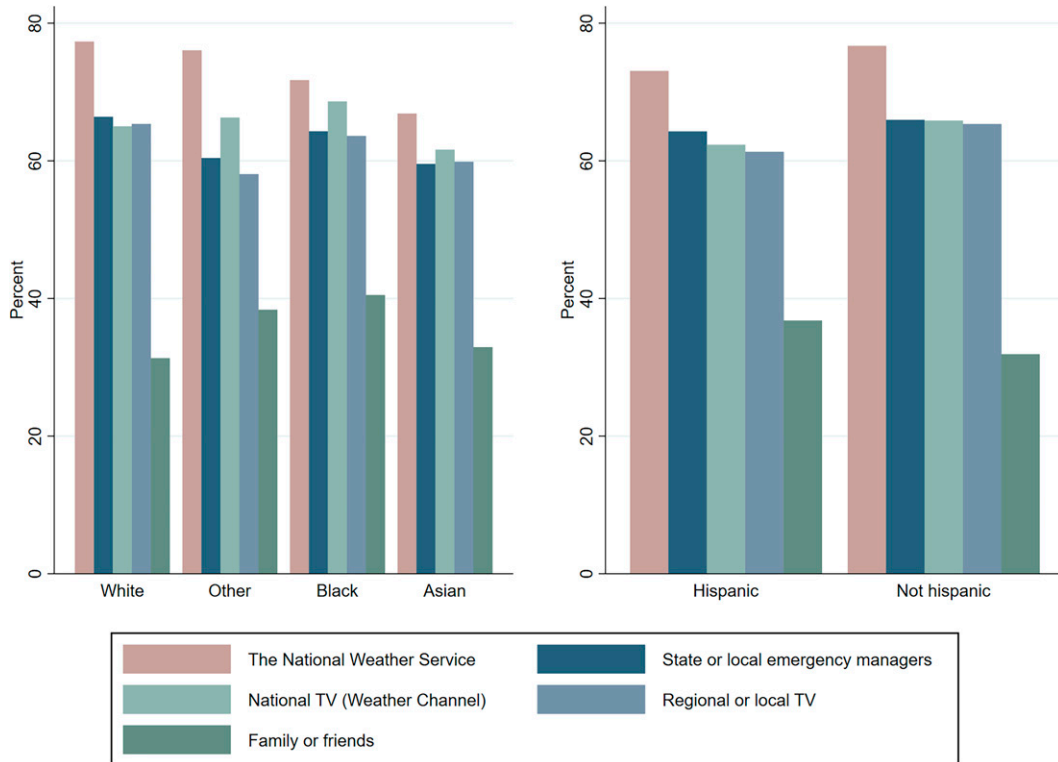 80
60
40
20
0
Percent
White Other Black Asian
80
60
40
20
0
Percent
Hispanic Not hispanic
The National Weather Service State or local emergency managers
National TV (Weather Channel) Regional or local TV
Family or friends